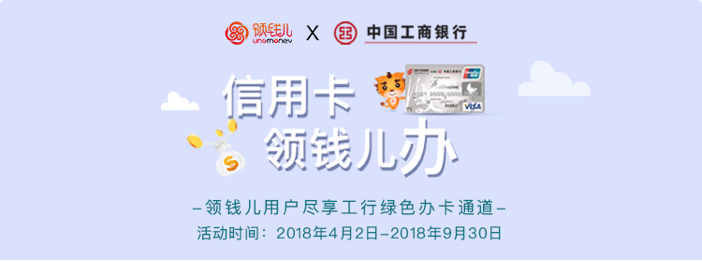 领钱儿 unamoney X 中国工商银行
信用卡
领钱儿办
VISA
-领钱儿用户尽享工行绿色办卡通道-
活动时间：2018年4月2日-2018年9月30日